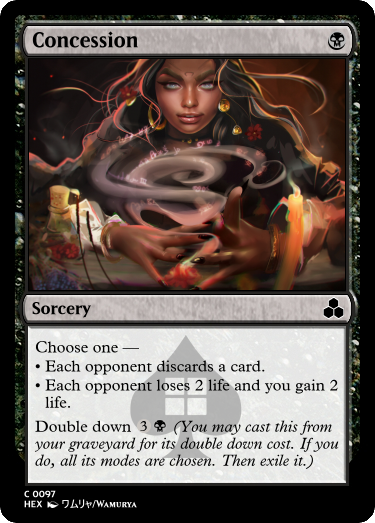 Concession
Sorcery
Choose one —
• Each opponent discards a card.
• Each opponent loses 2 life and you gain 2
life.
Double down 3 (You may cast this from
your graveyard for its double down cost. If you
do, all its modes are chosen. Then exile it.)
C 0097
HEX ワムリャ/Wamurya